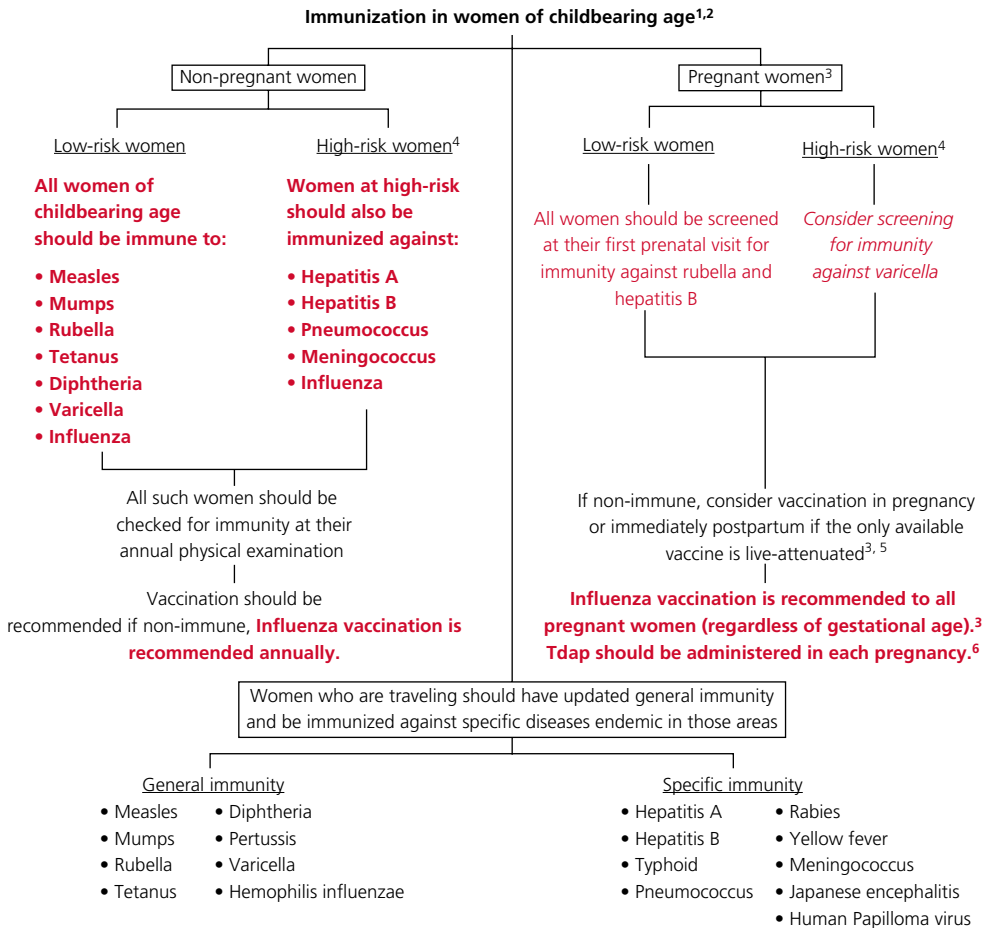 Immunization in women of childbearing age1,2
Non-pregnant women
Low-risk women
All women of
childbearing age
should be immune to:
• Measles
• Mumps
• Rubella
• Tetanus
• Diphtheria
• Varicella
• Influenza
High-risk women4
Women at high-risk
should also be
immunized against:
• Hepatitis A
• Hepatitis B
• Pneumococcus
• Meningococcus
• Influenza
All such women should be
checked for immunity at their
annual physical examination
Vaccination should be
recommended if non-immune, Influenza vaccination is
recommended annually.
Pregnant women3
Low-risk women
All women should be screened
at their first prenatal visit for
immunity against rubella and
hepatitis B
High-risk women4
Consider screening
for immunity
against varicella
If non-immune, consider vaccination in pregnancy
or immediately postpartum if the only available
vaccine is live-attenuated3, 5
Influenza vaccination is recommended to all
pregnant women (regardless of gestational age).3
Tdap should be administered in each pregnancy.6
Women who are traveling should have updated general immunity
and be immunized against specific diseases endemic in those areas
General immunity
• Measles
• Mumps
• Rubella
• Tetanus
• Diphtheria
• Pertussis
• Varicella
• Hemophilis influenzae
Specific immunity
• Hepatitis A
• Hepatitis B
• Typhoid
• Pneumococcus
• Rabies
• Yellow fever
• Meningococcus
• Japanese encephalitis
• Human Papilloma virus